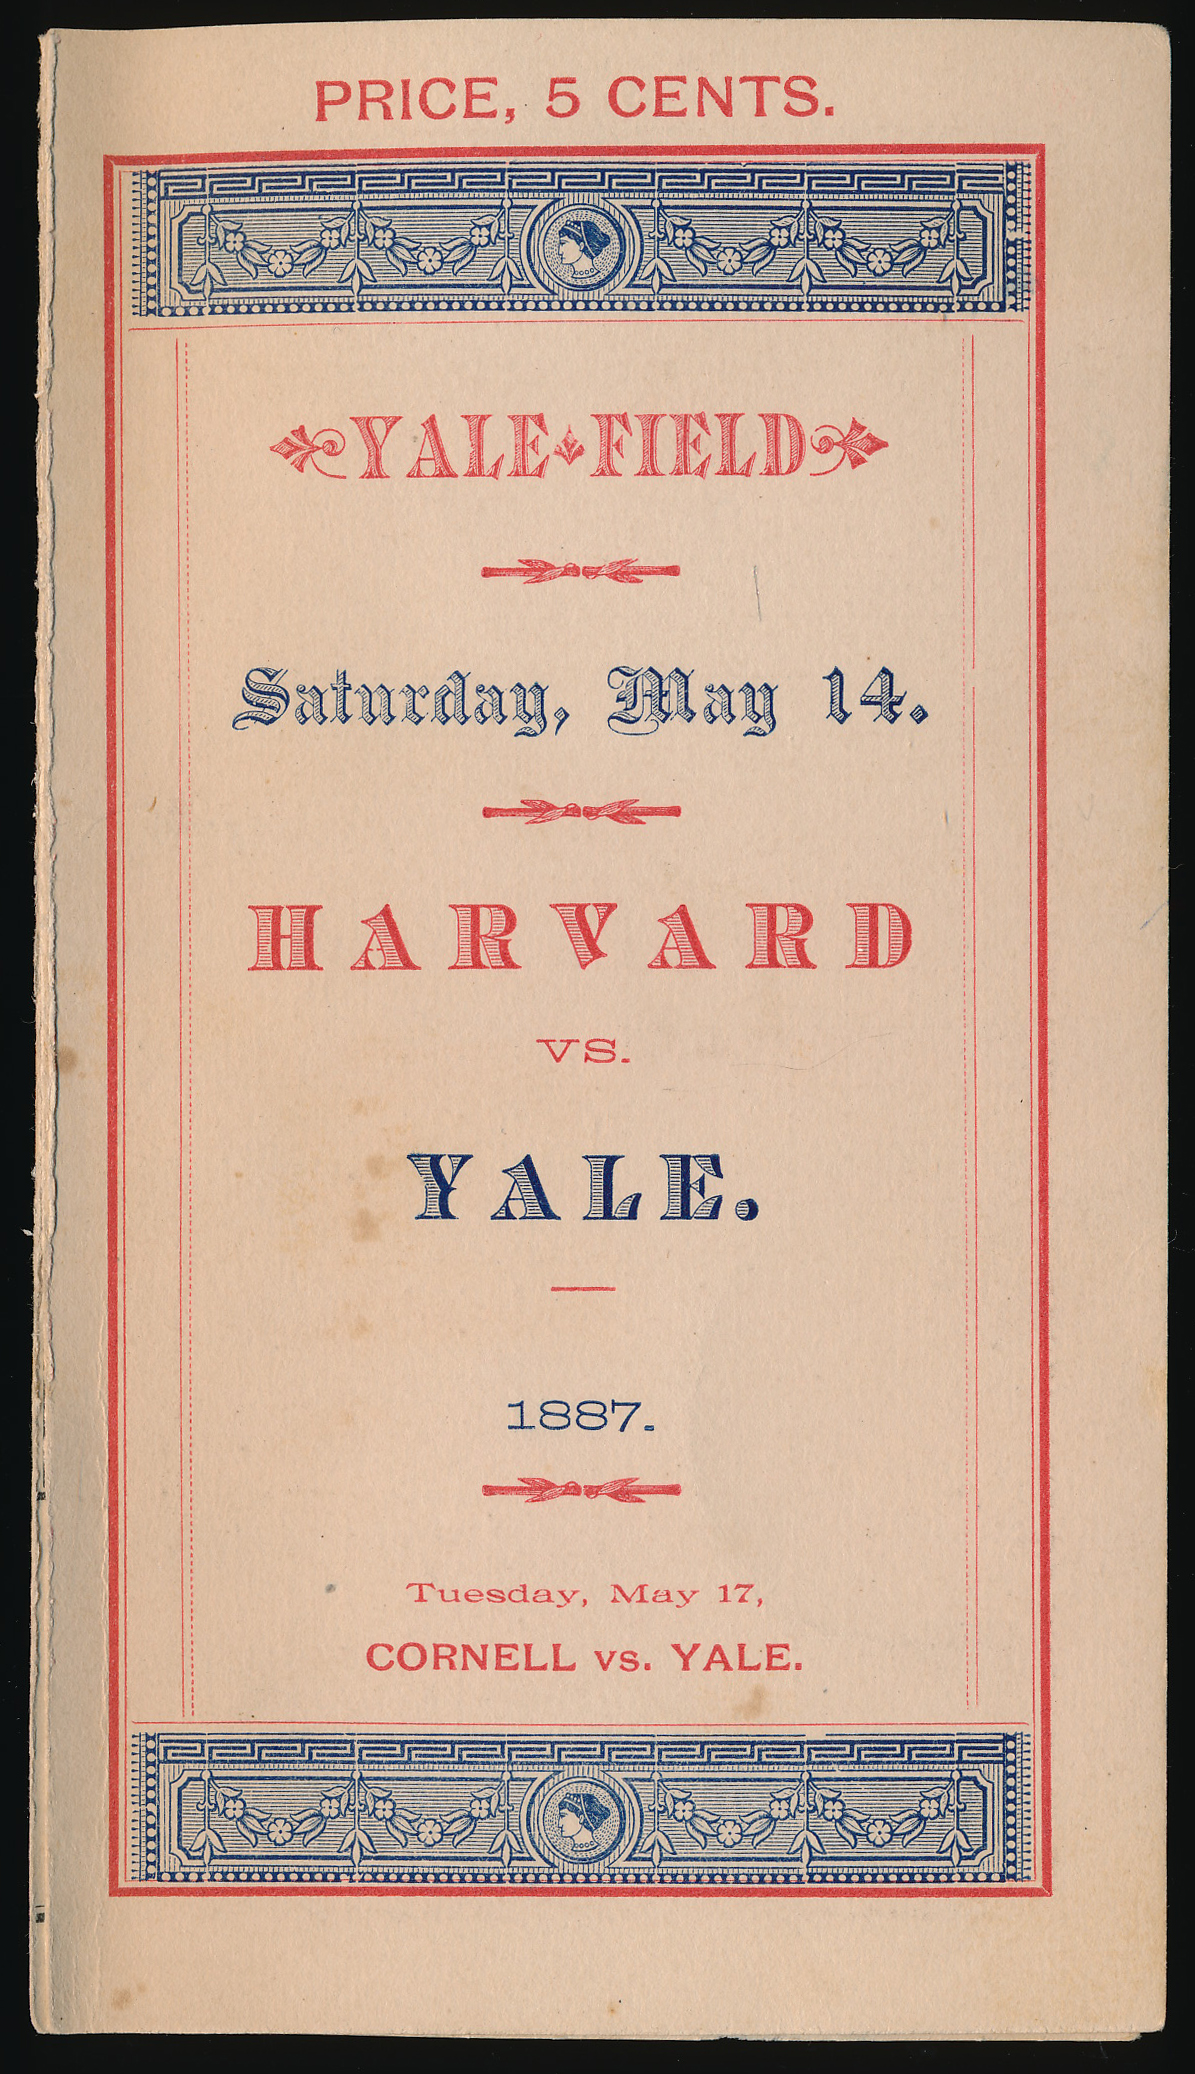 PRICE, 5 CENTS.
YALE FIELD
Saturday, May 14.
HARVARD
VS.
YALE.
1887.
Tuesday, May 17,
CORNELL vs. YALE.